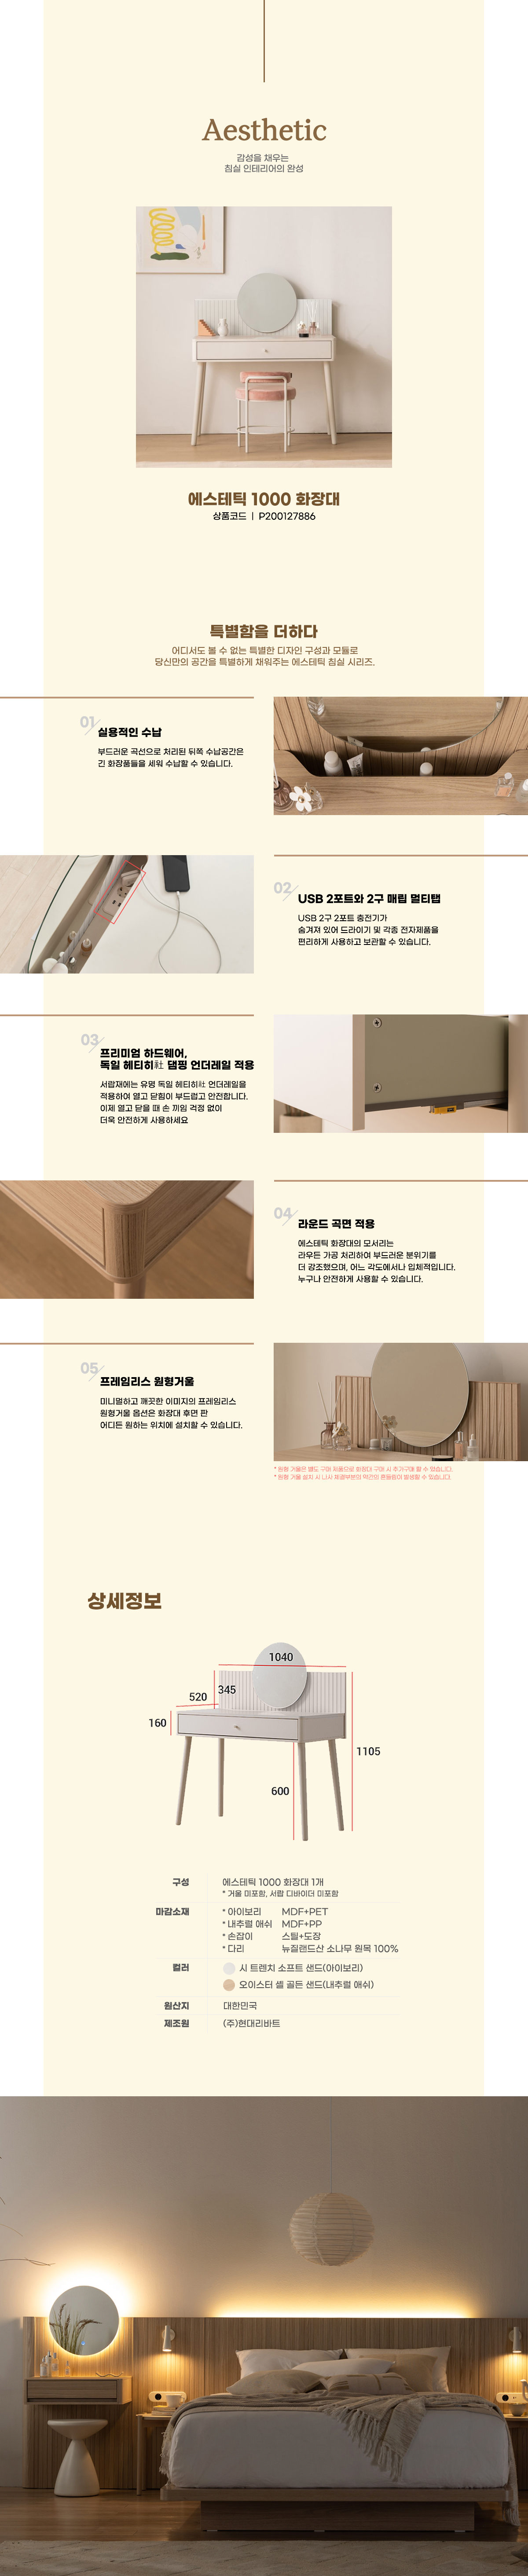 Aesthetic
감성을 채우는
침실 인테리어의 완성
에스테틱 1000 화장대
상품코드 | P200127886
특별함을 더하다
어디서도 볼 수 없는 특별한 디자인 구성과 모듈로
당신만의 공간을 특별하게 채워주는 에스테틱 침실 시리즈.
01
실용적인 수납
부드러운 곡선으로 처리된 뒤쪽 수납공간은
긴 화장품들을 세워 수납할 수 있습니다.
02
USB 2포트와 2구 매립 멀티탭
USB 2구 2포트 충전기가
숨겨져 있어 드라이기 및 각종 전자제품을
편리하게 사용하고 보관할 수 있습니다.
03
프리미엄 하드웨어,
독일 헤티히社 댐핑 언더레일 적용
서랍재에는 유명 독일 헤티히社 언더레일을
적용하여 열고 닫힘이 부드럽고 안전합니다.
이제 열고 닫을 때 손 끼임 걱정 없이
더욱 안전하게 사용하세요
04
라운드 곡면 적용
에스테틱 화장대의 모서리는
라우든 가공 처리하여 부드러운 분위기를
더 강조했으며, 어느 각도에서나 입체적입니다.
누구나 안전하게 사용할 수 있습니다.
05
프레임리스 원형거울
미니멀하고 깨끗한 이미지의 프레임리스
원형거울 옵션은 화장대 후면 판
어디든 원하는 위치에 설치할 수 있습니다.
* 원형 거울은 별도 구매 제품으로 화장대 구매 시 추가구매 할 수 있습니다.
* 원형 거울 설치 시 나사 체결부분의 약간의 흔들림이 발생할 수 있습니다.
상세정보
1040
520
345
160
1105
600
구성 에스테틱 1000 화장대 1개
* 거울 미포함, 서랍 디바이더 미포함
마감소재 * 아이보리 MDF+PET
* 내추럴 애쉬 MDF+PP
* 손잡이 스틸+도장
* 다리 뉴질랜드산 소나무 원목 100%
컬러 시 트렌치 소프트 샌드(아이보리)
오이스터 셸 골든 샌드(내추럴 애쉬)
원산지 대한민국
제조원 (주)현대리바트